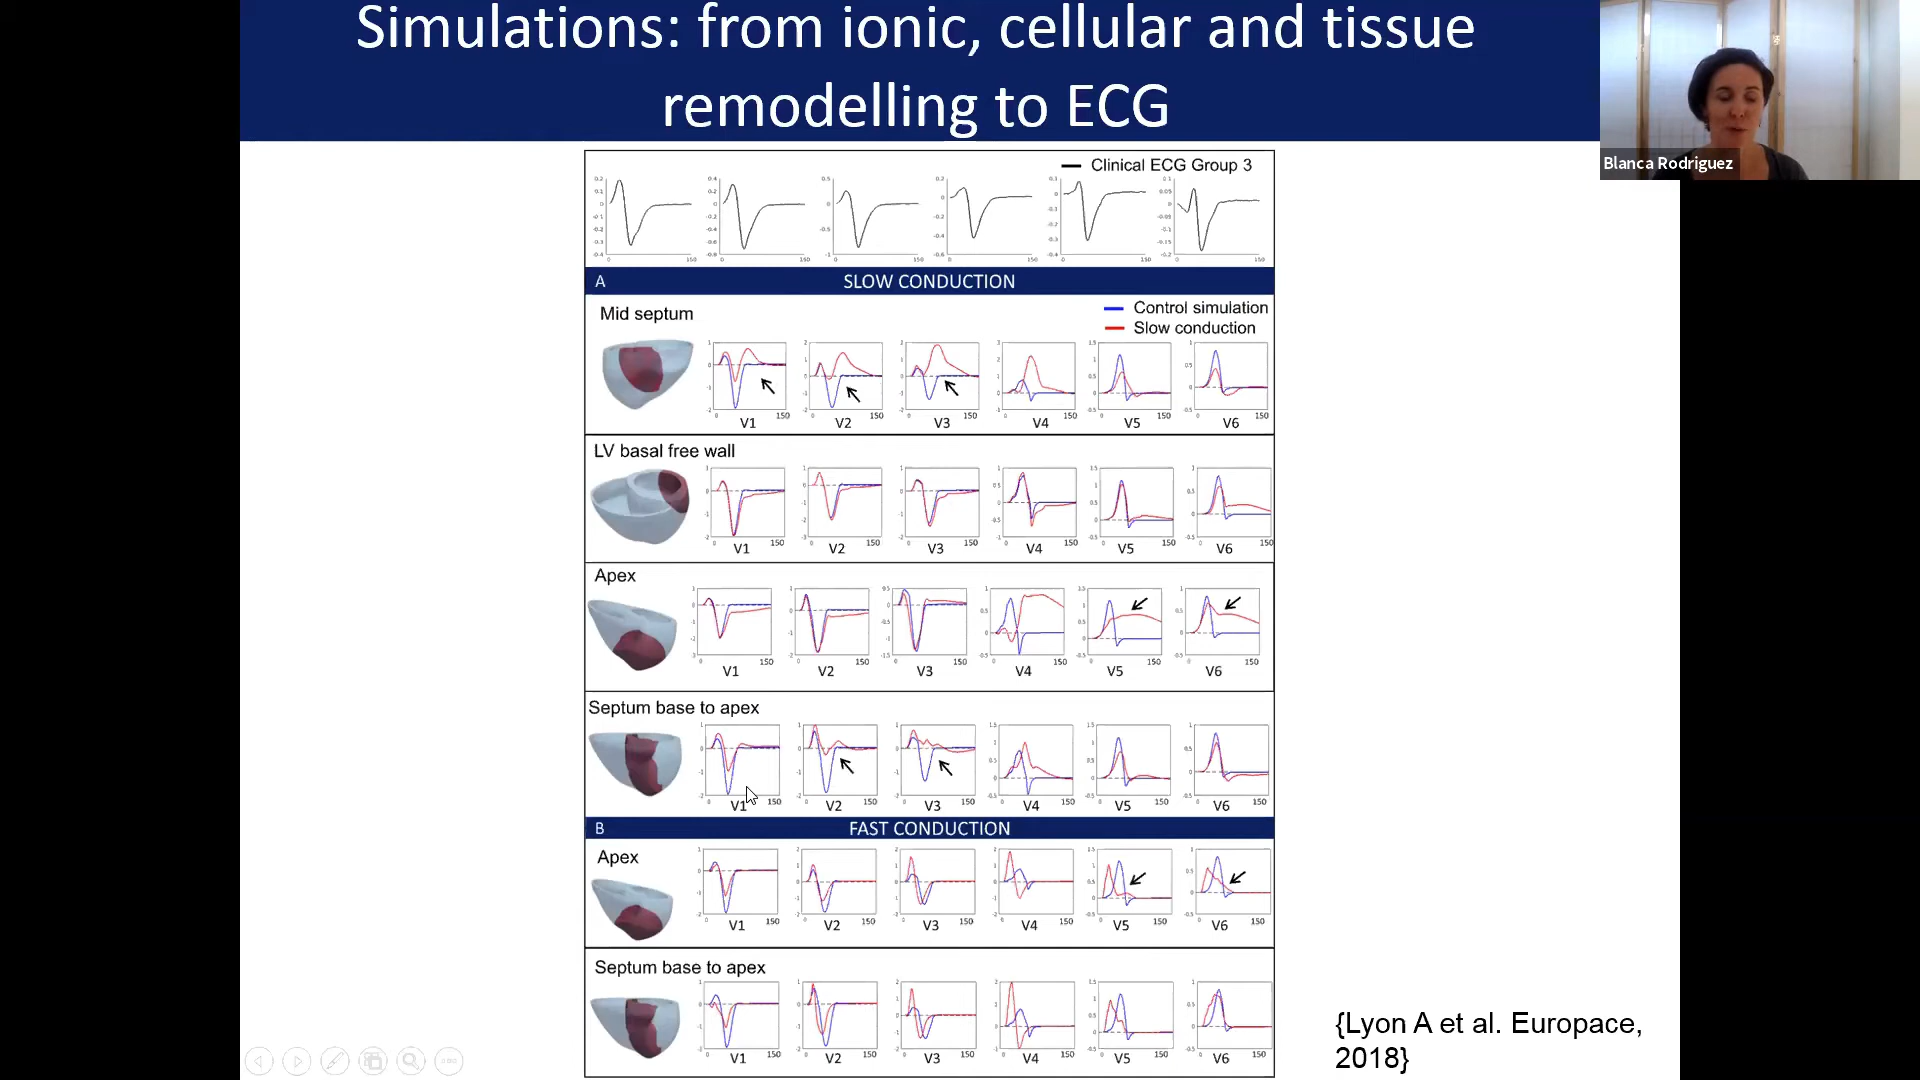 Simulations: from ionic, cellular and tissue
remodelling to ECG
Blanca Rodriguez
Clinical ECG Group 3
A SLOW CONDUCTION
Mid septum
Control simulation
Slow conduction
V1 V2 V3 V4 V5 V6
LV basal free wall
V1 V2 V3 V4 V5 V6
Apex
V1 V2 V3 V4 V5 V6
Septum base to apex
V1 V2 V3 V4 V5 V6
B FAST CONDUCTION
Apex
V1 V2 V3 V4 V5 V6
Septum base to apex
V1 V2 V3 V4 V5 V6
{Lyon A et al. Europace,
2018}